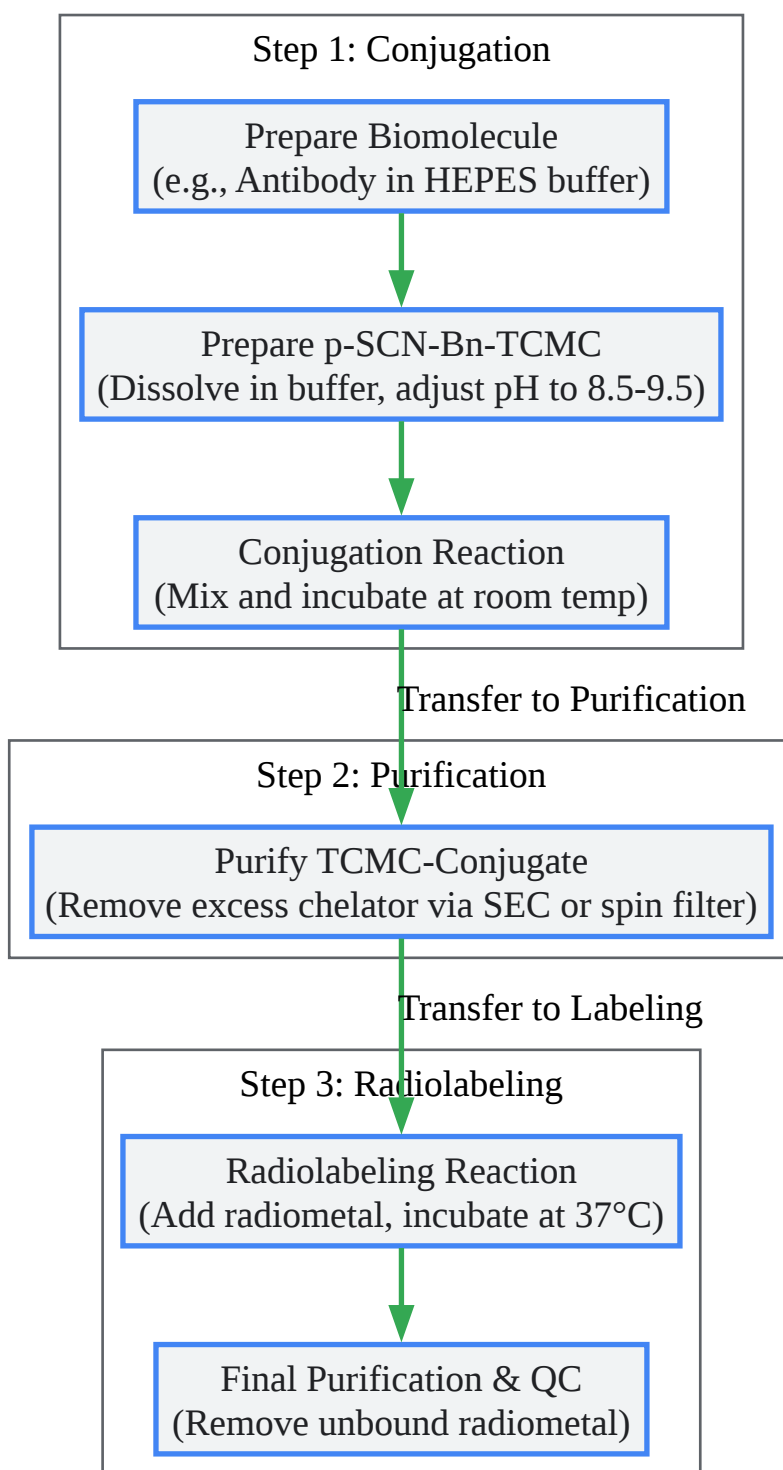 Step 1: Conjugation
Prepare Biomolecule
(e.g., Antibody in HEPES buffer)
Prepare p-SCN-Bn-TCMC
(Dissolve in buffer, adjust pH to 8.5-9.5)
Conjugation Reaction
(Mix and incubate at room temp)
Transfer to Purification
Step 2: Purification
Purify TCMC-Conjugate
(Remove excess chelator via SEC or spin filter)
Transfer to Labeling
Step 3: Radiolabeling
Radiolabeling Reaction
(Add radiometal, incubate at 37°C)
Final Purification & QC
(Remove unbound radiometal)